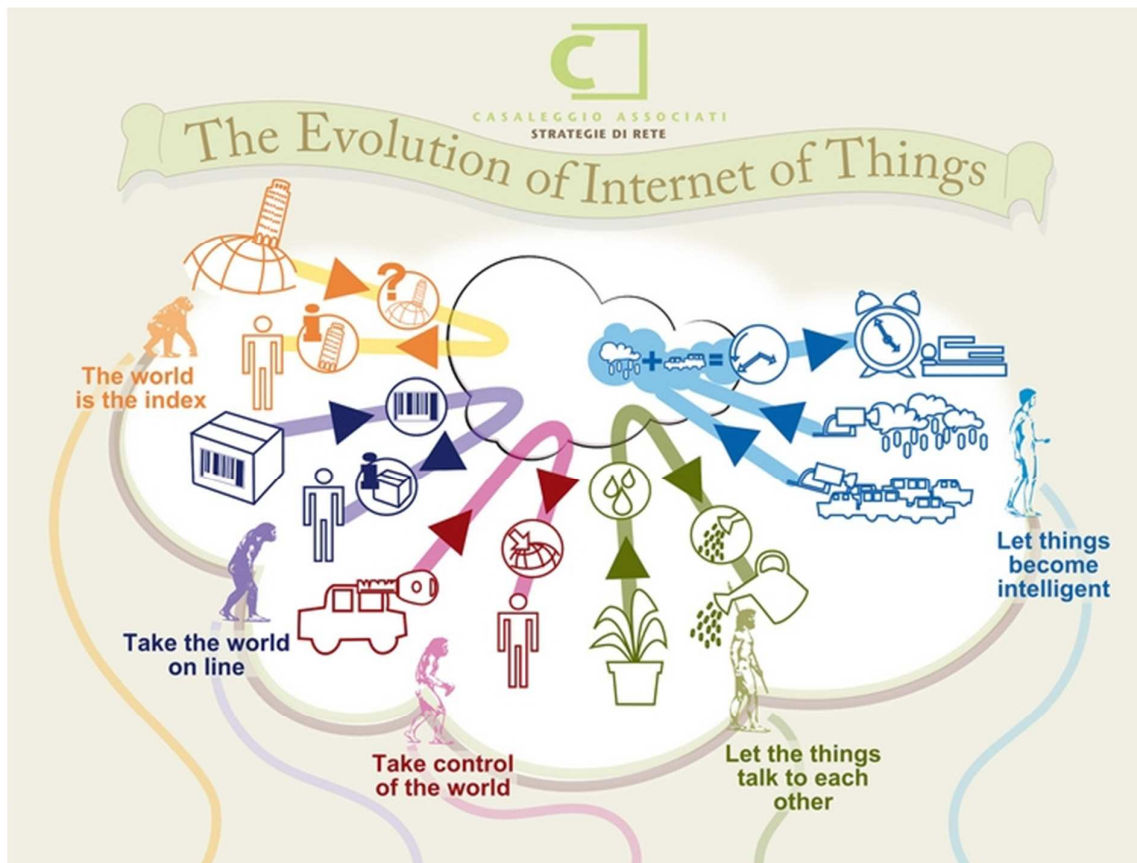 C
CASALEGGIO ASSOCIATI
STRATEGIE DI RETE
The Evolution of Internet of Things
?
i
The world
is the index
+ =
i
Take the world
on line
Take control
of the world
Let the things
talk to each
other
Let things
become
intelligent